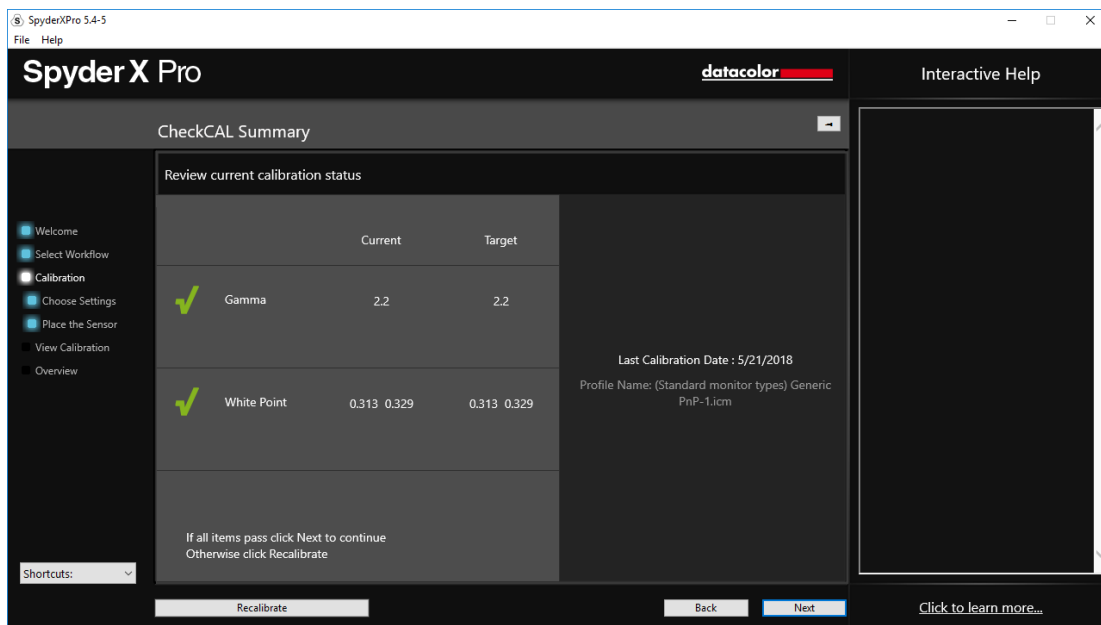 SpyderXPro 5.4-5
File Help
Spyder X Pro
datacolor
Interactive Help
CheckCAL Summary
Review current calibration status
Welcome
Select Workflow
Calibration
Choose Settings
Place the Sensor
View Calibration
Overview
Current Target
Gamma 2.2 2.2
White Point 0.313 0.329 0.313 0.329
If all items pass click Next to continue
Otherwise click Recalibrate
Last Calibration Date : 5/21/2018
Profile Name: (Standard monitor types) Generic
PnP-1.icm
Shortcuts:
Recalibrate
Back
Next
Click to learn more...